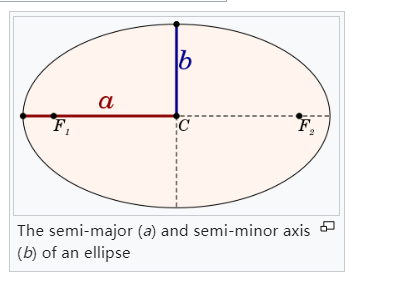 b
a
F₁
C
F₂
The semi-major (a) and semi-minor axis
(b) of an ellipse